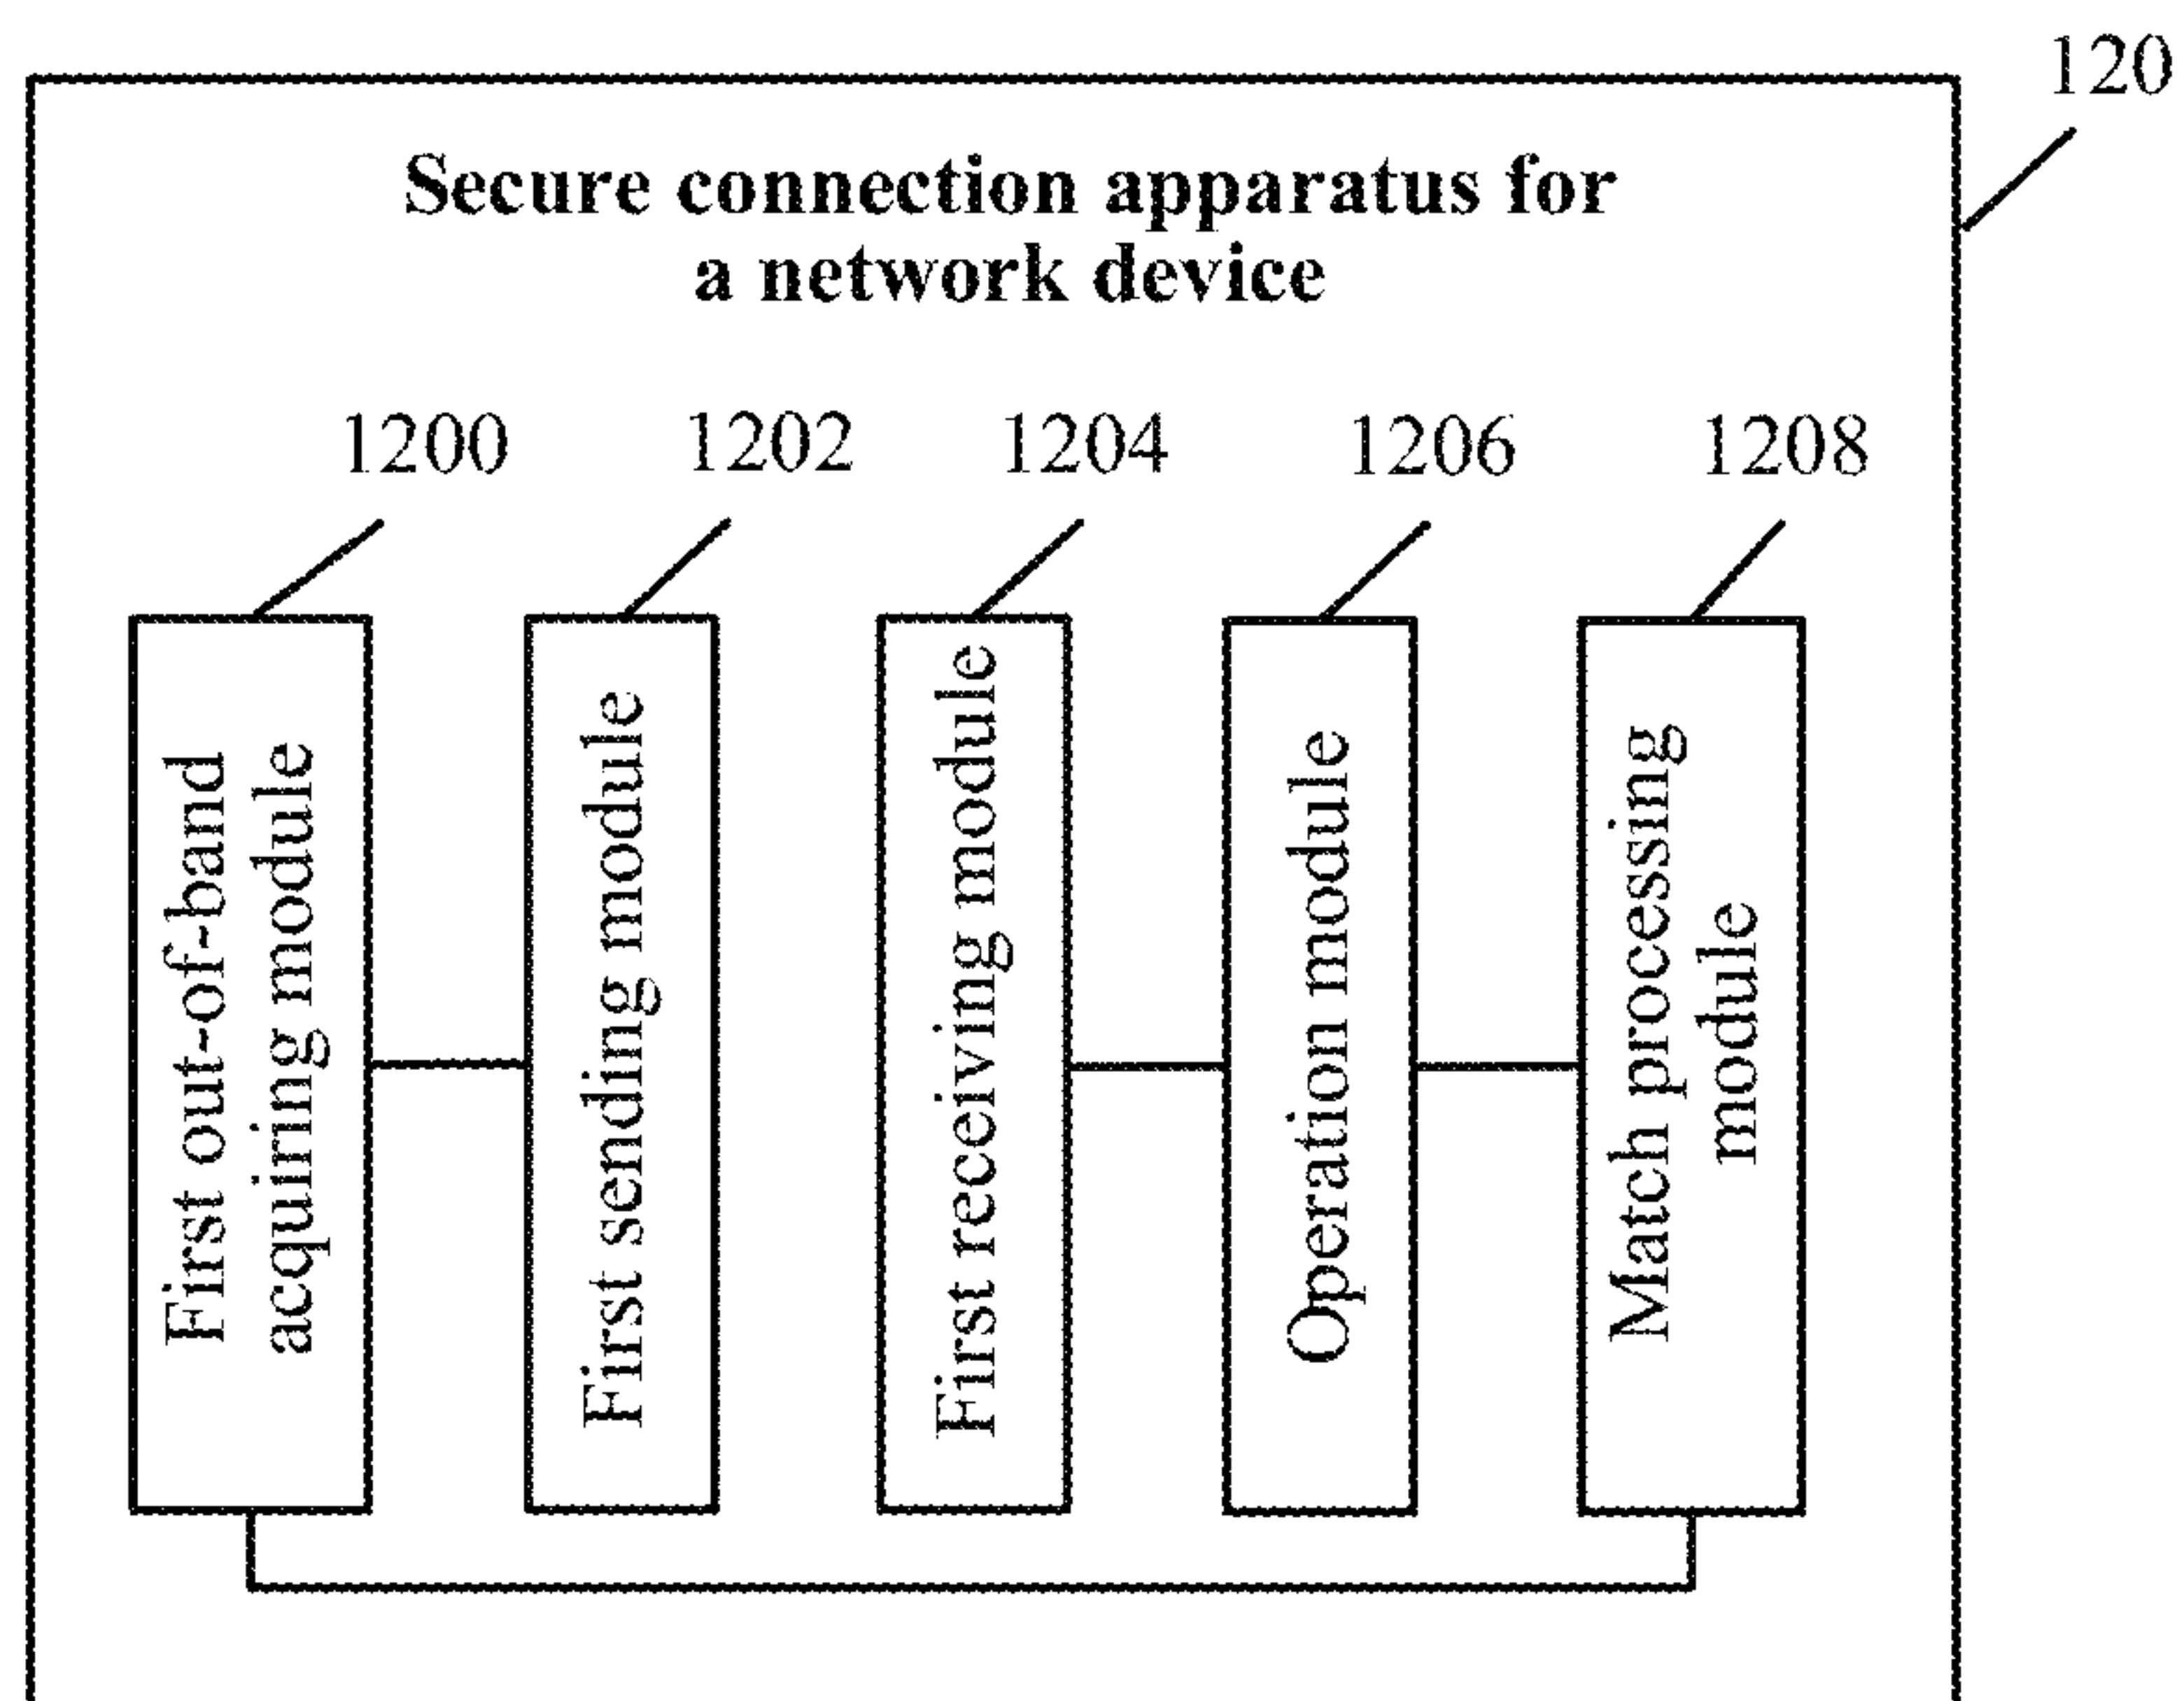 120
Secure connection apparatus for
a network device
1200
1202
1204
1206
1208
First out-of-band
acquiring module
First sending module
First receiving module
Operation module
Match processing
module